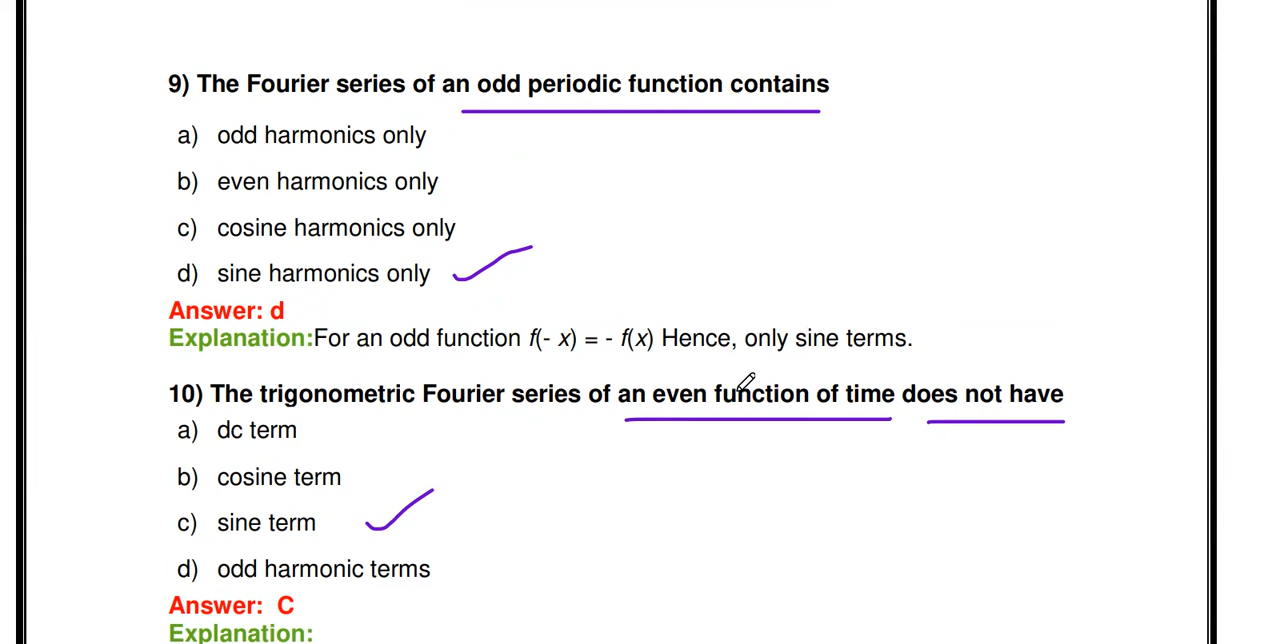 9) The Fourier series of an odd periodic function contains
a) odd harmonics only
b) even harmonics only
c) cosine harmonics only
d) sine harmonics only
Answer: d
Explanation:For an odd function f(- x) = - f(x) Hence, only sine terms.
10) The trigonometric Fourier series of an even function of time does not have
a) dc term
b) cosine term
c) sine term
d) odd harmonic terms
Answer: C
Explanation: